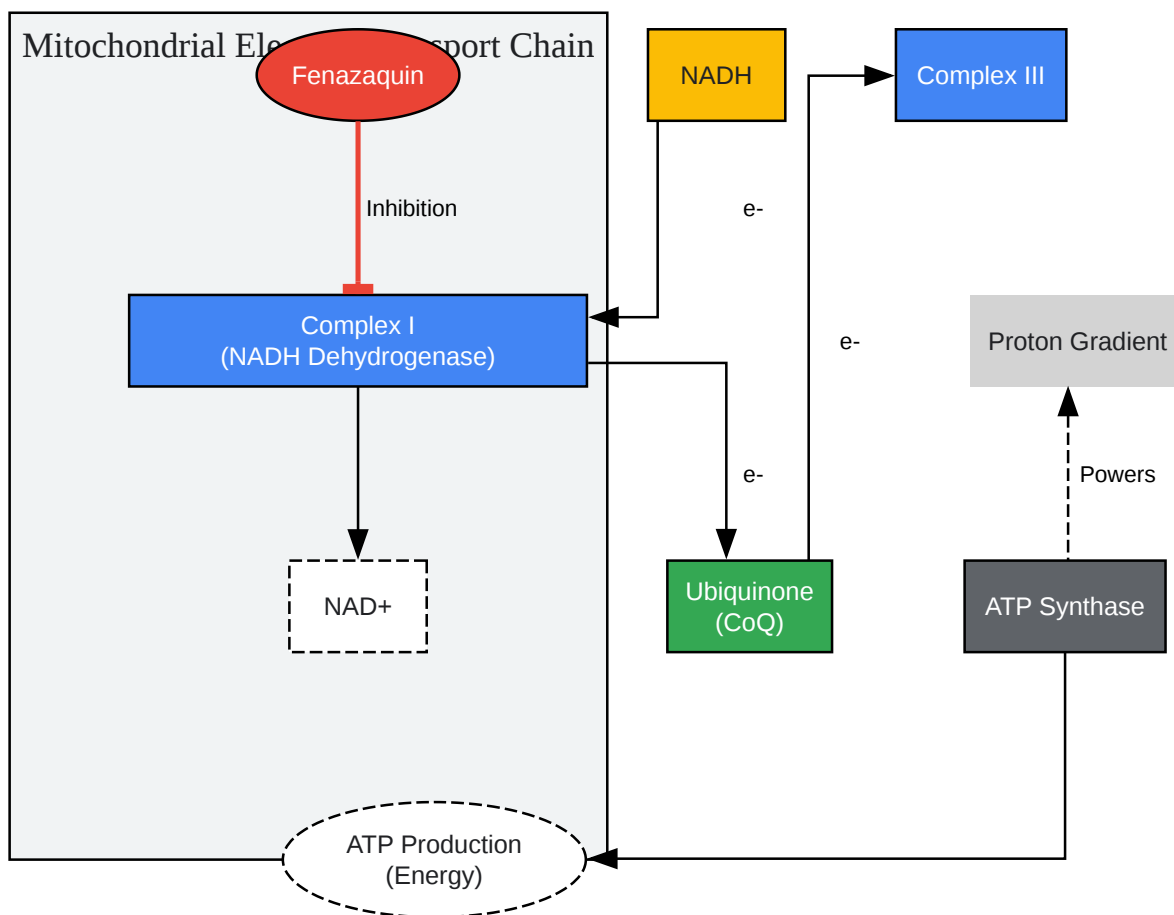 Mitochondrial Ele sport Chain
Fenazaquin
NADH
Complex III
Inhibition
e-
Complex I
(NADH Dehydrogenase)
e-
Proton Gradient
e-
Powers
NAD+
Ubiquinone
(CoQ)
ATP Synthase
ATP Production
(Energy)